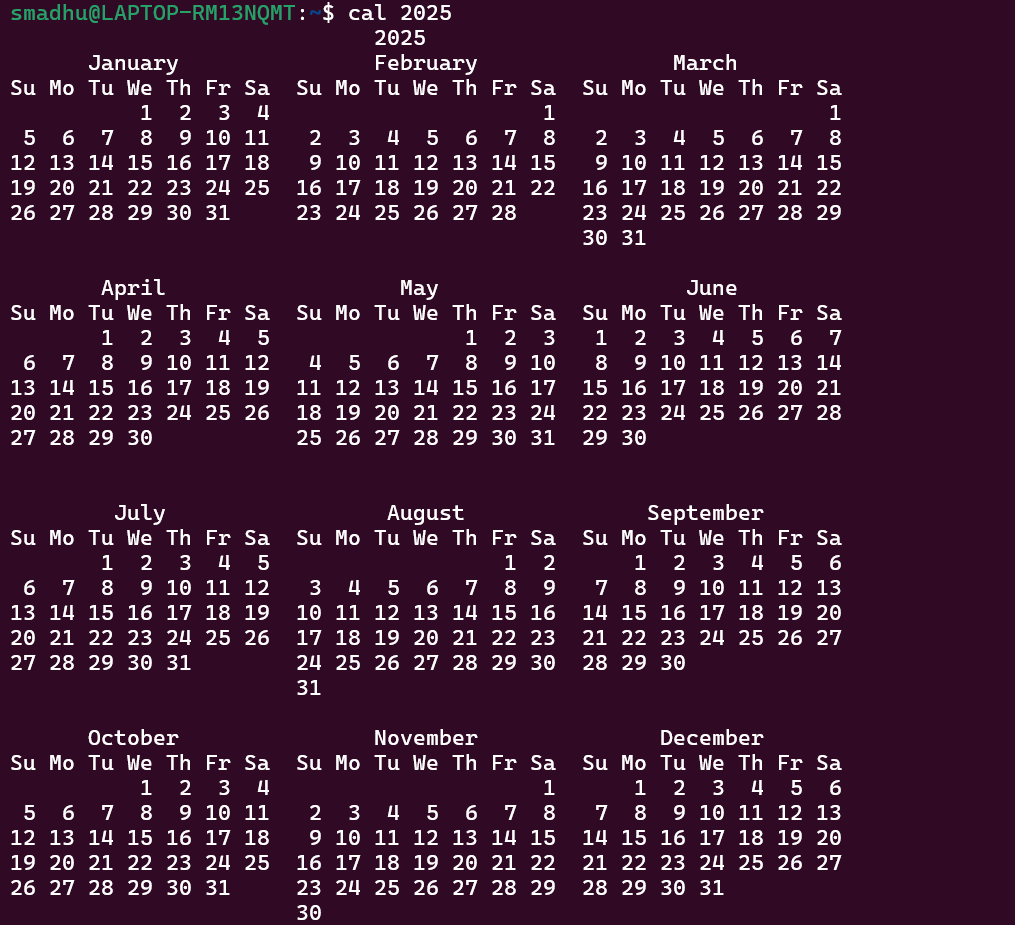 smadhu@LAPTOP-RM13NQMT:~$ cal 2025
                            2025
      January               February               March
Su Mo Tu We Th Fr Sa  Su Mo Tu We Th Fr Sa  Su Mo Tu We Th Fr Sa
          1  2  3  4                     1                     1
 5  6  7  8  9 10 11   2  3  4  5  6  7  8   2  3  4  5  6  7  8
12 13 14 15 16 17 18   9 10 11 12 13 14 15   9 10 11 12 13 14 15
19 20 21 22 23 24 25  16 17 18 19 20 21 22  16 17 18 19 20 21 22
26 27 28 29 30 31     23 24 25 26 27 28     23 24 25 26 27 28 29
                                            30 31

       April                  May                   June
Su Mo Tu We Th Fr Sa  Su Mo Tu We Th Fr Sa  Su Mo Tu We Th Fr Sa
       1  2  3  4  5               1  2  3   1  2  3  4  5  6  7
 6  7  8  9 10 11 12   4  5  6  7  8  9 10   8  9 10 11 12 13 14
13 14 15 16 17 18 19  11 12 13 14 15 16 17  15 16 17 18 19 20 21
20 21 22 23 24 25 26  18 19 20 21 22 23 24  22 23 24 25 26 27 28
27 28 29 30           25 26 27 28 29 30 31  29 30

        July                 August              September
Su Mo Tu We Th Fr Sa  Su Mo Tu We Th Fr Sa  Su Mo Tu We Th Fr Sa
       1  2  3  4  5                  1  2      1  2  3  4  5  6
 6  7  8  9 10 11 12   3  4  5  6  7  8  9   7  8  9 10 11 12 13
13 14 15 16 17 18 19  10 11 12 13 14 15 16  14 15 16 17 18 19 20
20 21 22 23 24 25 26  17 18 19 20 21 22 23  21 22 23 24 25 26 27
27 28 29 30 31        24 25 26 27 28 29 30  28 29 30
                      31

      October               November              December
Su Mo Tu We Th Fr Sa  Su Mo Tu We Th Fr Sa  Su Mo Tu We Th Fr Sa
          1  2  3  4                     1      1  2  3  4  5  6
 5  6  7  8  9 10 11   2  3  4  5  6  7  8   7  8  9 10 11 12 13
12 13 14 15 16 17 18   9 10 11 12 13 14 15  14 15 16 17 18 19 20
19 20 21 22 23 24 25  16 17 18 19 20 21 22  21 22 23 24 25 26 27
26 27 28 29 30 31     23 24 25 26 27 28 29  28 29 30 31
                      30